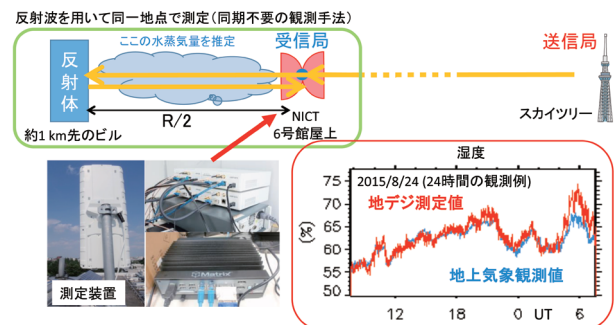 反射波を用いて同一地点で測定(同期不要の観測手法)
ここの水蒸気量を推定
受信局
送信局
反射体
R/2
NICT
6号館屋上
約1 km先のビル
スカイツリー
測定装置
Matrix
湿度
2015/8/24 (24時間の観測例)
地デジ測定値
地上気象観測値
(%)
75
70
65
60
55
50
12 18 0 UT 6